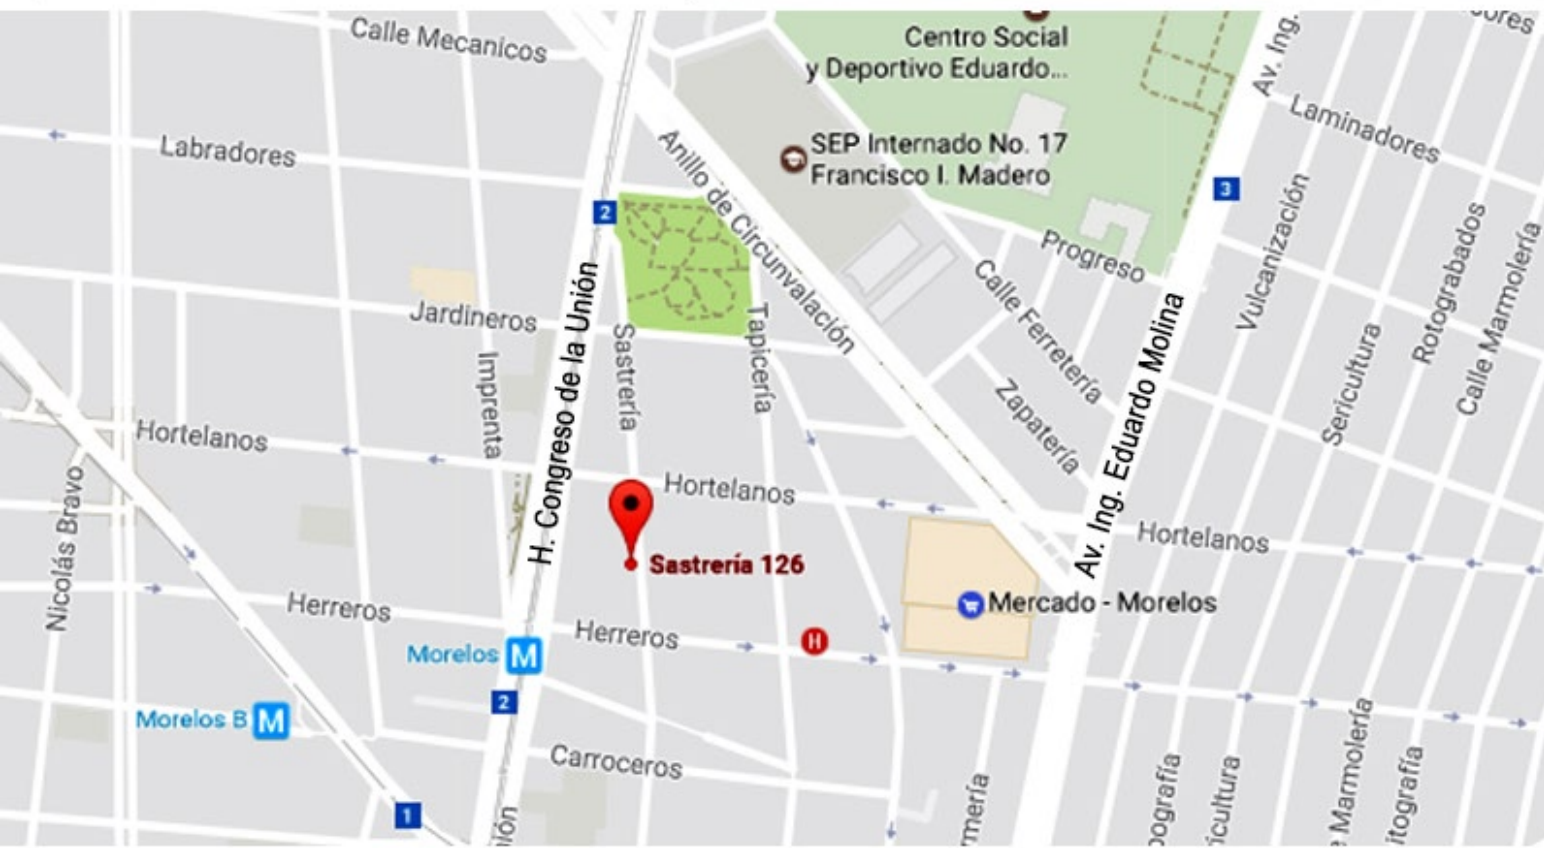 Calle Mecanicos
Centro Social
y Deportivo Eduardo...
Av. Ing.
Laminadores
Labradores
SEP Internado No. 17
Francisco I. Madero
Anillo de Circunvalación
3
2
Progreso
Vulcanización
Rotograbados
Calle Marmolería
Calle Ferretería
Jardineros
H. Congreso de la Unión
Sastrería
Tapicería
Imprenta
Zapatería
Sericultura
Av. Ing. Eduardo Molina
Hortelanos
Hortelanos
Hortelanos
Nicolás Bravo
Sastrería 126
Mercado - Morelos
Herreros
Herreros
H
Morelos M
2
Morelos B M
Carroceros
1